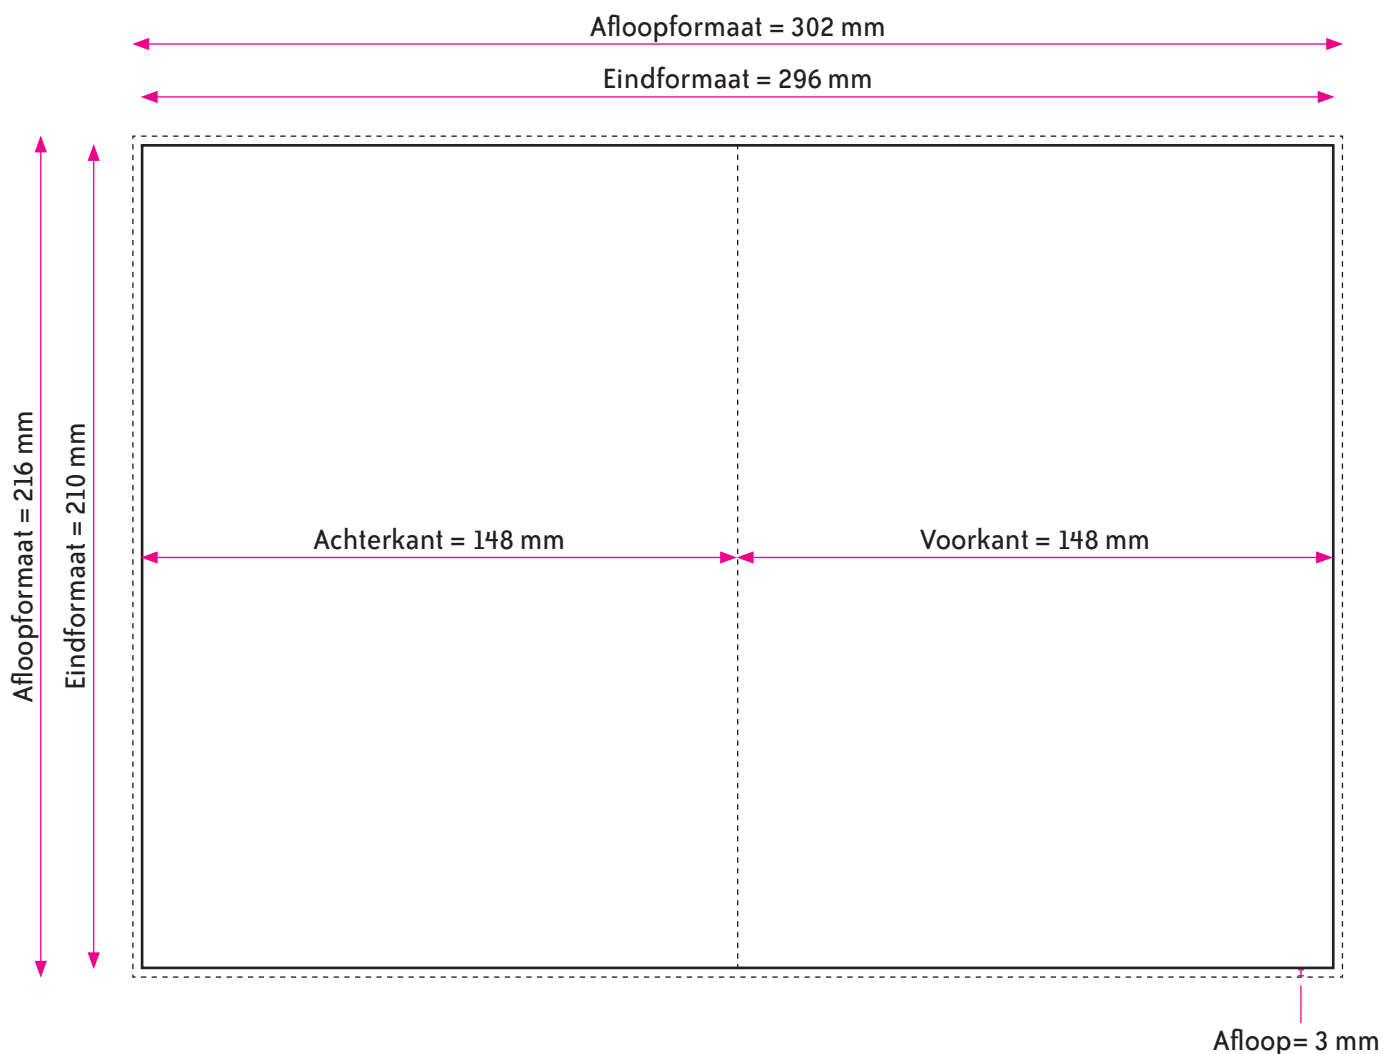 Afloopformaat = 302 mm
Eindformaat = 296 mm
Afloopformaat = 216 mm
Eindformaat = 210 mm
Achterkant = 148 mm
Voorkant = 148 mm
Afloop= 3 mm